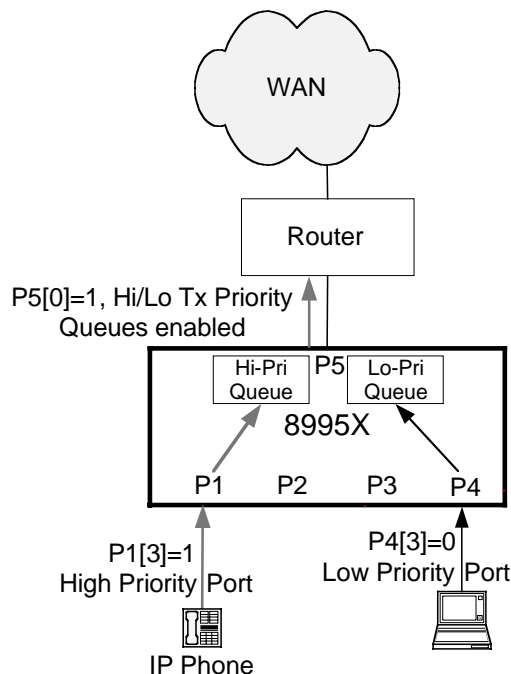 WAN
Router
P5[0]=1, Hi/Lo Tx Priority
Queues enabled
Hi-Pri
Queue
P5
Lo-Pri
Queue
8995X
P1
P2
P3
P4
P1[3]=1
High Priority Port
P4[3]=0
Low Priority Port
IP Phone